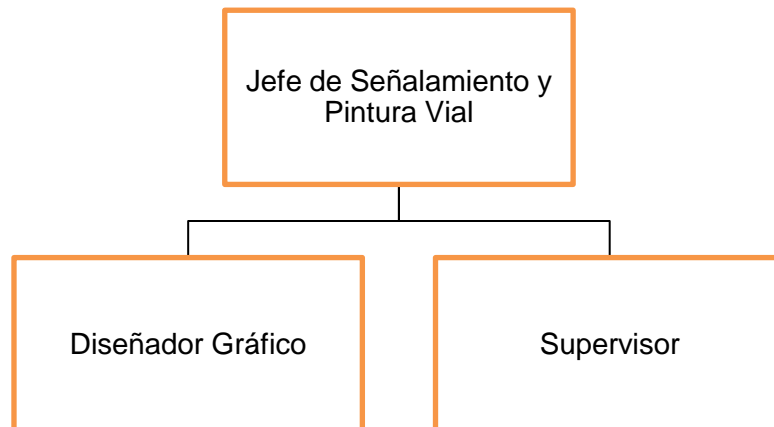 Jefe de Señalamiento y
Pintura Vial
Diseñador Gráfico
Supervisor